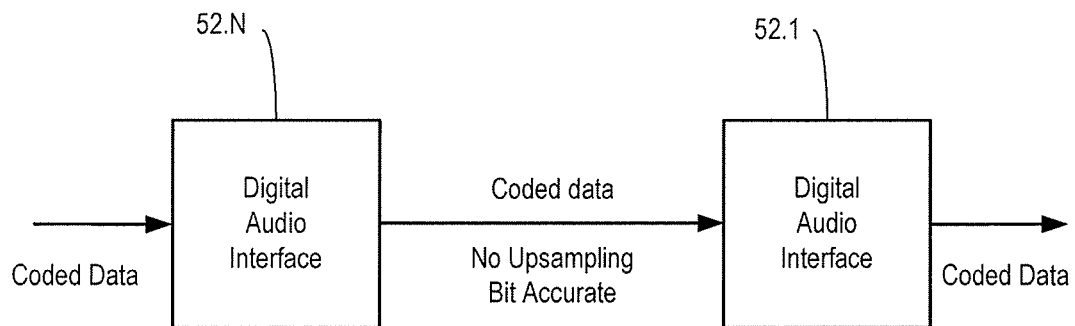 52.N
52.1
Digital
Audio
Interface
Coded data
No Upsampling
Bit Accurate
Digital
Audio
Interface
Coded Data
Coded Data